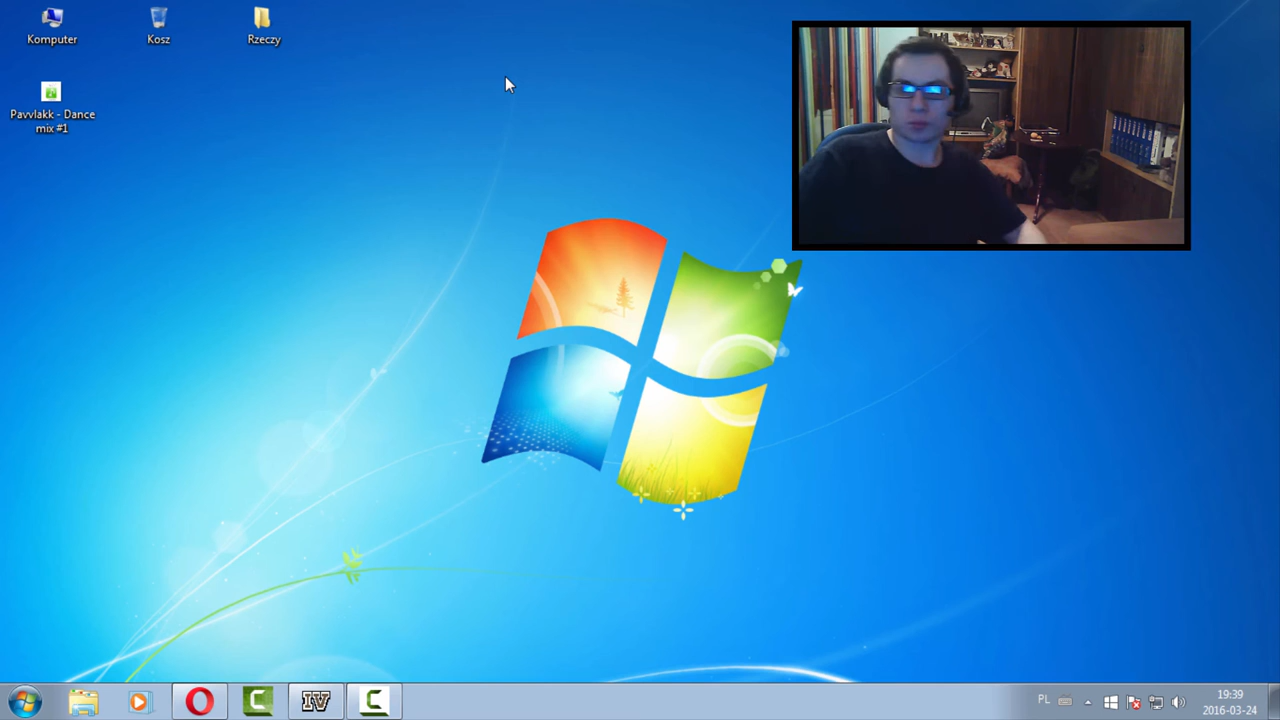 Komputer
Kosz
Rzeczy
Pavvlakk - Dance
mix #1
IV
PL
19:39
2016-03-24